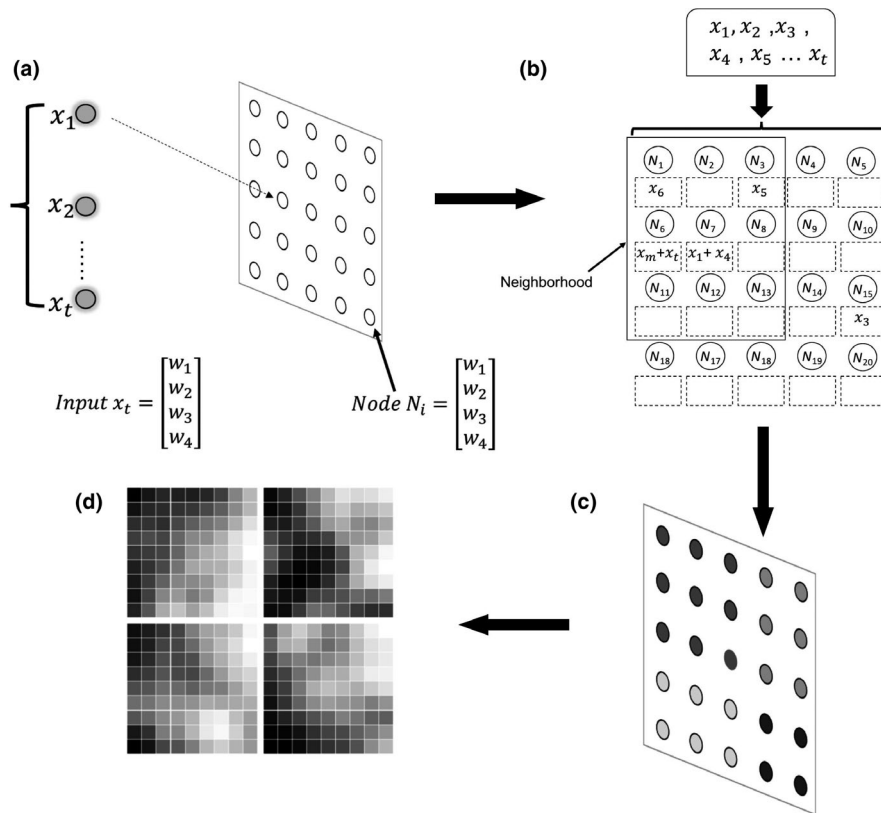 (a)
x₁
x₂
xₜ
Input xₜ = [w₁ w₂ w₃ w₄]
Node Nᵢ = [w₁ w₂ w₃ w₄]
(b)
x₁, x₂ ,x₃ ,
x₄ , x₅ … xₜ
N₁ N₂ N₃ N₄ N₅
x₆ x₅
N₆ N₇ N₈ N₉ N₁₀
xₘ+xₜ x₁+ x₄
Neighborhood
N₁₁ N₁₂ N₁₃ N₁₄ N₁₅
x₃
N₁₈ N₁₇ N₁₈ N₁₉ N₂₀
(d)
(c)